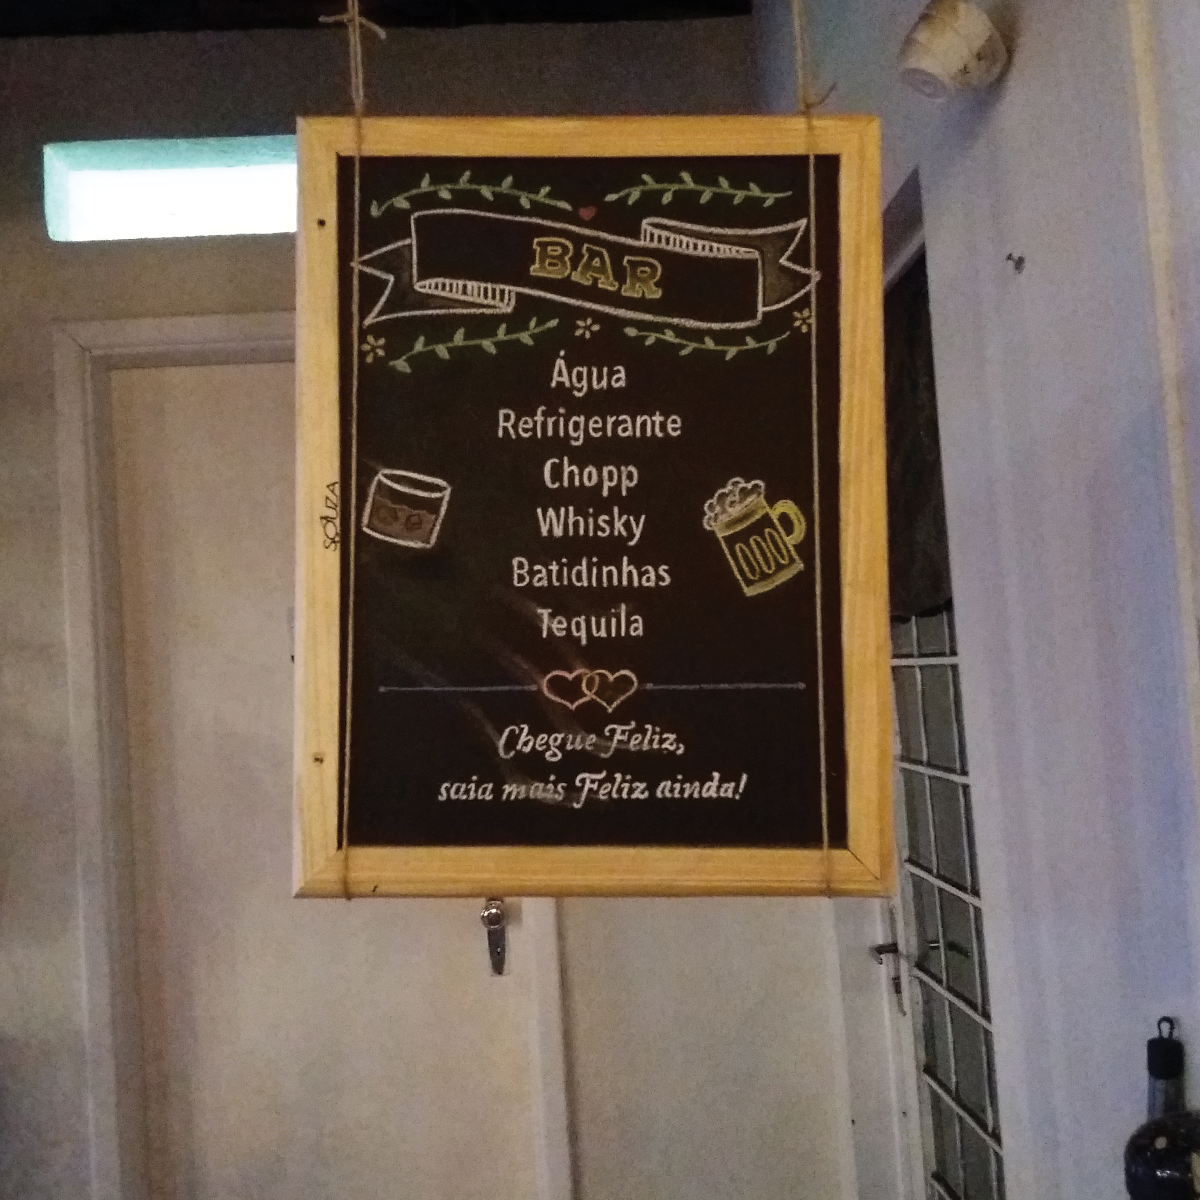 BAR
Água
Refrigerante
Chopp
Whisky
Batidinhas
Tequila
Chegue Feliz,
saia mais Feliz ainda!
SOUZA